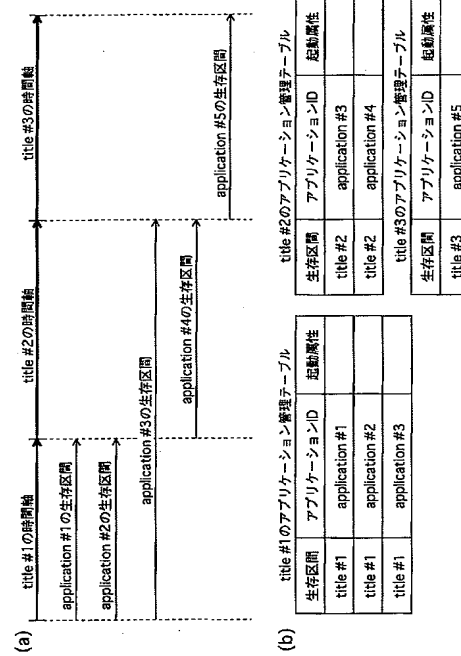 (a)
title #1の時間軸
title #2の時間軸
title #3の時間軸
application #1の生存区間
application #2の生存区間
application #3の生存区間
application #4の生存区間
application #5の生存区間
(b)
title #1のアプリケーション管理テーブル
生存区間 アプリケーションID 起動属性
title #1 application #1
title #1 application #2
title #1 application #3
title #2のアプリケーション管理テーブル
生存区間 アプリケーションID 起動属性
title #2 application #3
title #2 application #4
title #3のアプリケーション管理テーブル
生存区間 アプリケーションID 起動属性
title #3 application #5